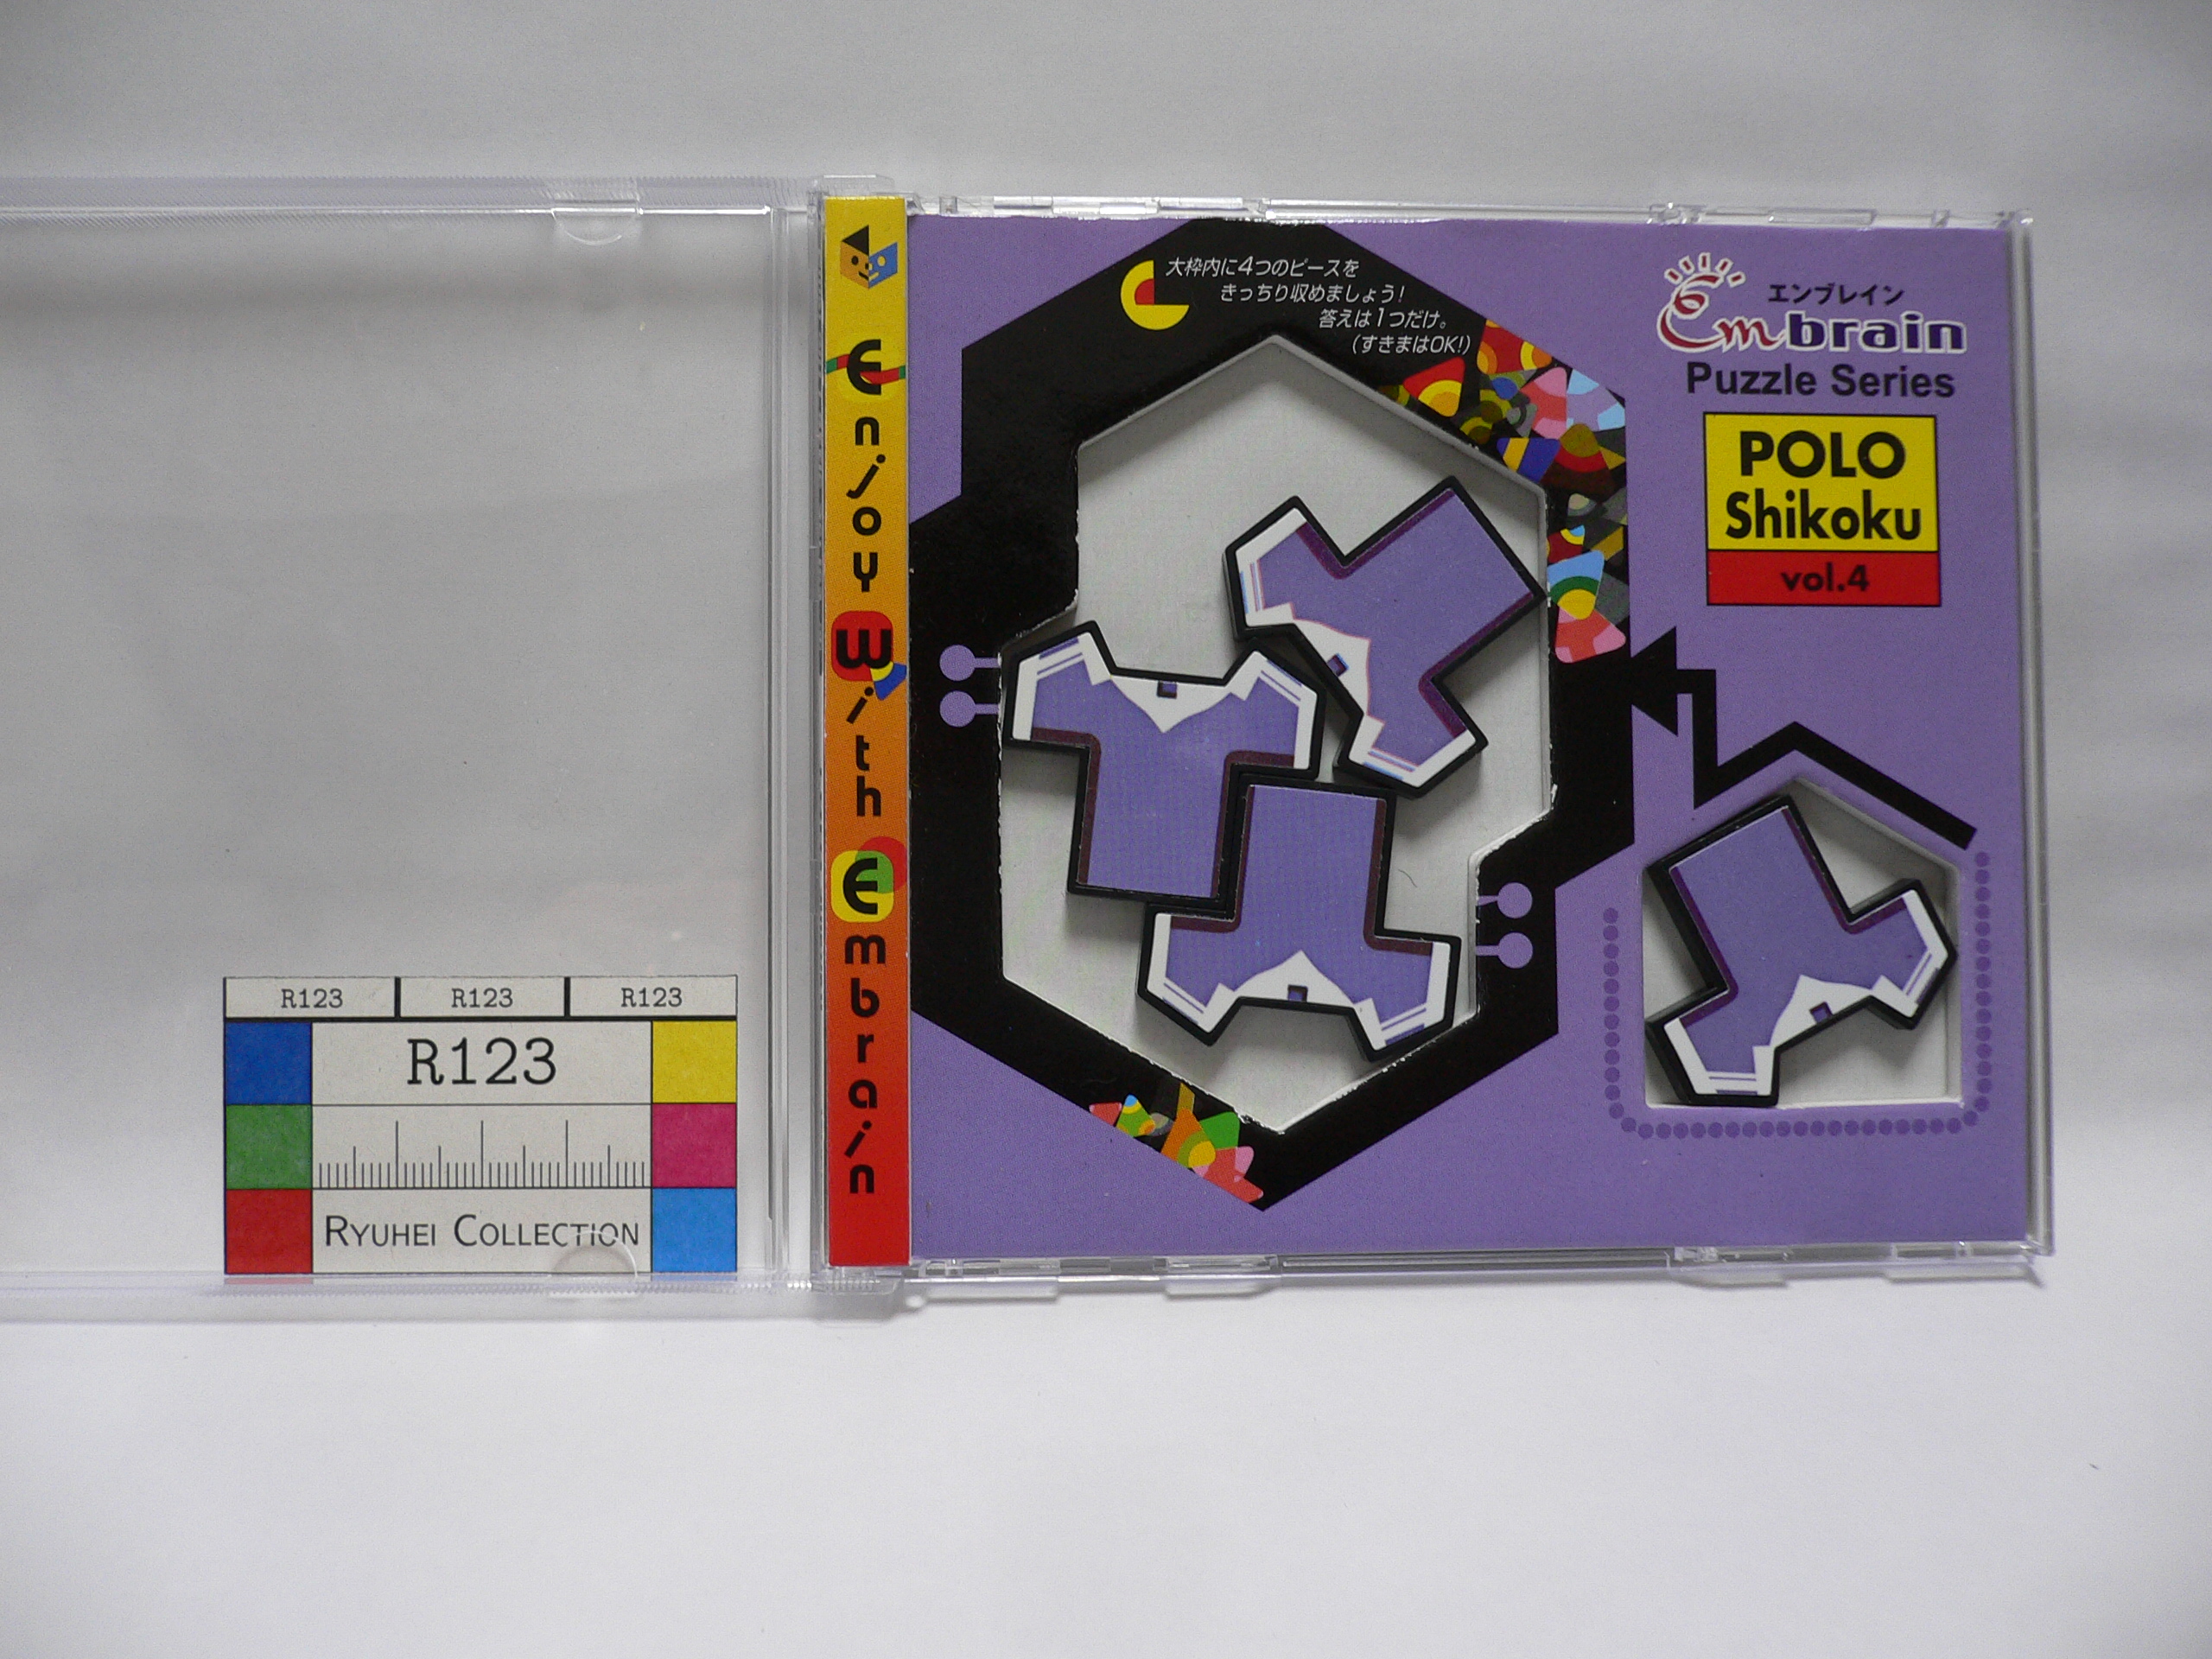 Enjoy With Embrain
大枠内に4つのピースを
きっちり収めましょう!
答えは1つだけ。
(すきまはOK!)
エンブレイン
Embrain
Puzzle Series
POLO
Shikoku
vol.4
R123 R123 R123
R123
RYUHEI COLLECTION